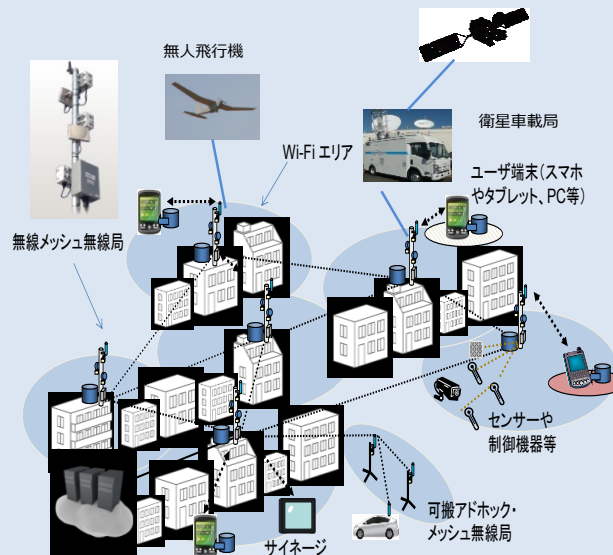 無人飛行機
衛星車載局
Wi-Fi エリア
ユーザ端末(スマホ
やタブレット、PC等)
無線メッシュ無線局
センサーや
制御機器等
可搬アドホック・
メッシュ無線局
サイネージ